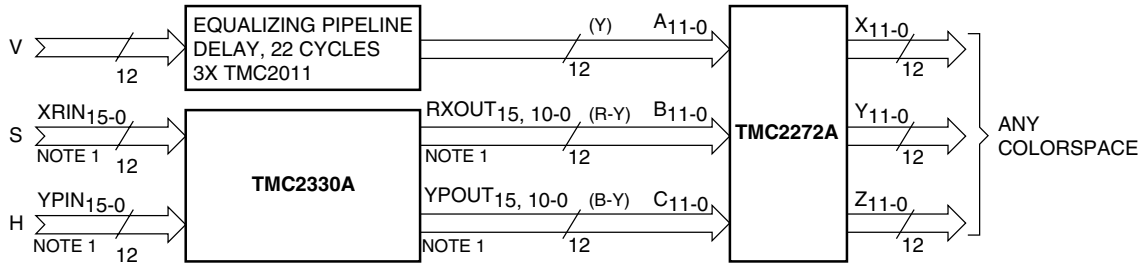 V
12
EQUALIZING PIPELINE
DELAY, 22 CYCLES
3X TMC2011
(Y)
A11-0
12
X11-0
12
S
XRIN15-0
NOTE 1
12
RXOUT15, 10-0
(R-Y)
B11-0
NOTE 1
12
TMC2272A
Y11-0
12
ANY
COLORSPACE
TMC2330A
H
YPIN15-0
NOTE 1
12
YPOUT15, 10-0
(B-Y)
C11-0
NOTE 1
12
Z11-0
12